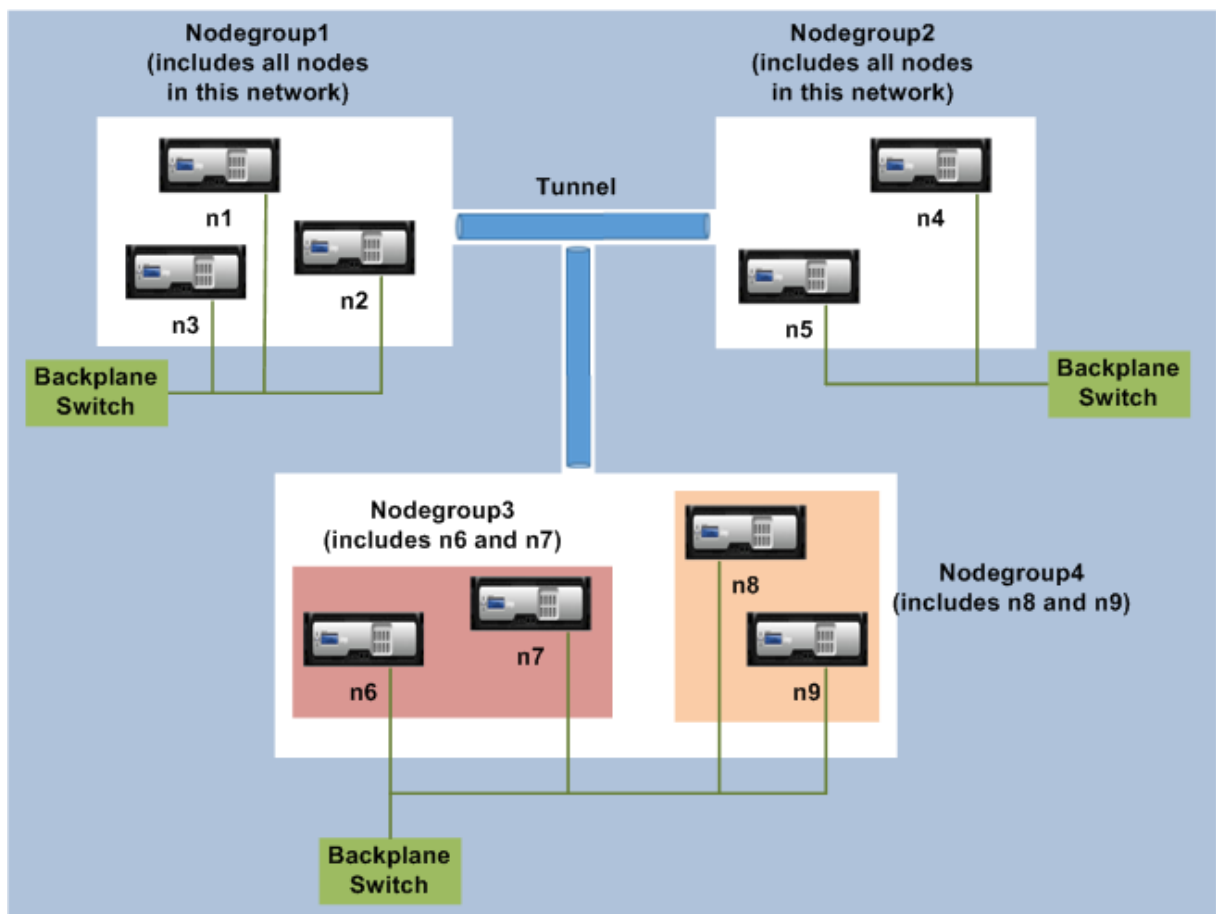 Nodegroup1
(includes all nodes
in this network)
Nodegroup2
(includes all nodes
in this network)
Tunnel
n1
n2
n3
n4
n5
Backplane
Switch
Backplane
Switch
Nodegroup3
(includes n6 and n7)
n8
Nodegroup4
(includes n8 and n9)
n7
n6
n9
Backplane
Switch